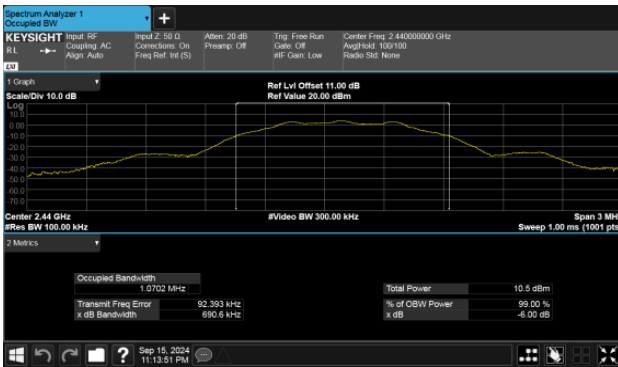 Spectrum Analyzer 1
Occupied BW
KEYSIGHT
RL
LXI
Input: RF
Coupling: AC
Align: Auto
Input Z: 50 Ω
Corrections: On
Freq Ref: Int (S)
Atten: 20 dB
Preamp: Off
Trig: Free Run
Gate: Off
#IF Gain: Low
Center Freq: 2.440000000 GHz
Avg|Hold: 100/100
Radio Std: None
1 Graph
Scale/Div 10.0 dB
Ref Lvl Offset 11.00 dB
Ref Value 20.00 dBm
Log
10.0
0.00
-10.0
-20.0
-30.0
-40.0
-50.0
-60.0
-70.0
Center 2.44 GHz
#Res BW 100.00 kHz
#Video BW 300.00 kHz
Span 3 MH
Sweep 1.00 ms (1001 pts
2 Metrics
Occupied Bandwidth
1.0702 MHz
Transmit Freq Error 92.393 kHz
x dB Bandwidth 690.6 kHz
Total Power 10.5 dBm
% of OBW Power 99.00 %
x dB -6.00 dB
?
Sep 15, 2024
11:13:51 PM